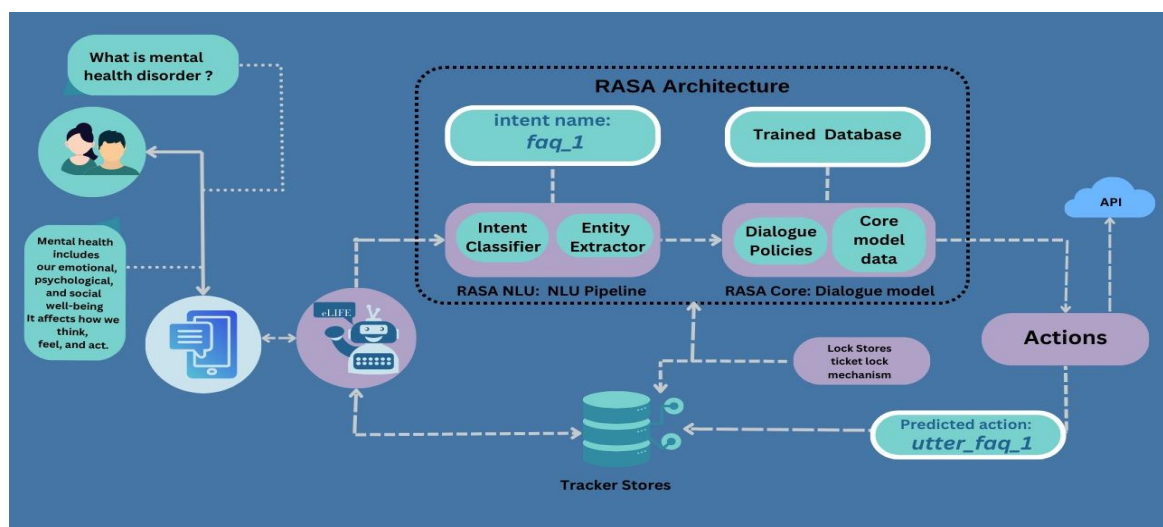 What is mental
health disorder ?
Mental health
includes
our emotional,
psychological,
and social
well-being
It affects how we
think,
feel, and act.
eLIFE
RASA Architecture
intent name:
faq_1
Trained Database
Intent
Classifier
Entity
Extractor
Dialogue
Policies
Core
model
data
RASA NLU: NLU Pipeline
RASA Core: Dialogue model
API
Actions
Lock Stores
ticket lock
mechanism
Predicted action:
utter_faq_1
Tracker Stores